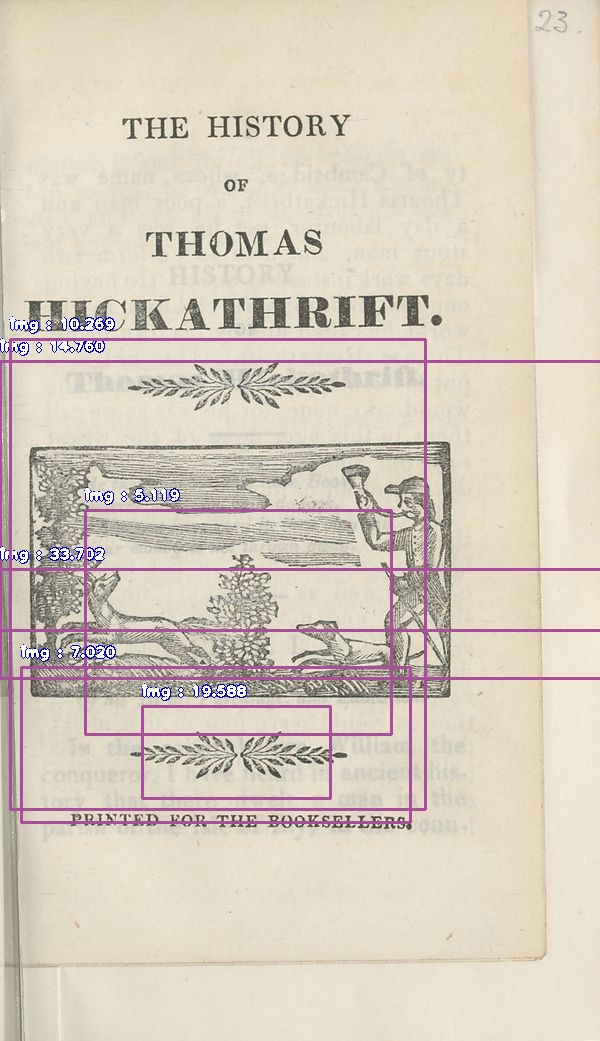 23.
THE HISTORY
OF
THOMAS
HICKATHRIFT.
img : 10.269
img : 14.760
img : 5.119
img : 33.702
img : 7.020
img : 19.588
PRINTED FOR THE BOOKSELLERS.